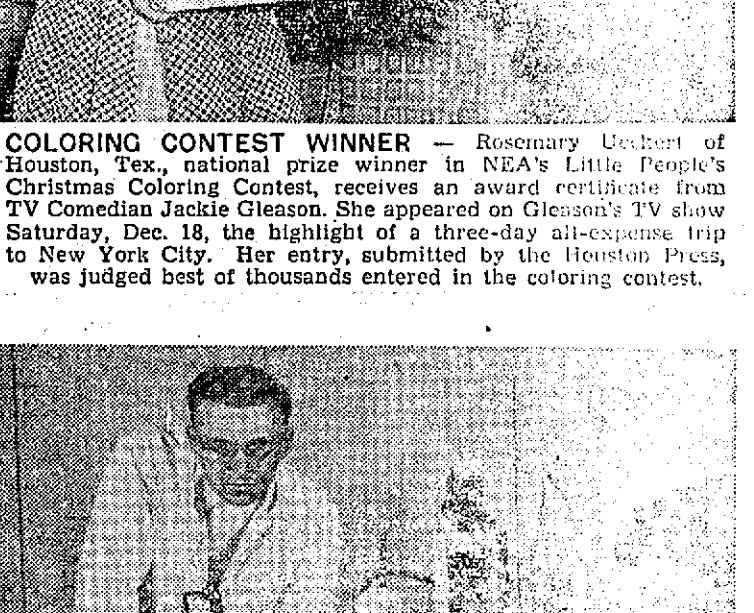 COLORING CONTEST WINNER — Rosemary Ueckert of
Houston, Tex., national prize winner in NEA's Little People's
Christmas Coloring Contest, receives an award certificate from
TV Comedian Jackie Gleason. She appeared on Gleason's TV show
Saturday, Dec. 18, the highlight of a three-day all-expense trip
to New York City. Her entry, submitted by the Houston Press,
was judged best of thousands entered in the coloring contest.